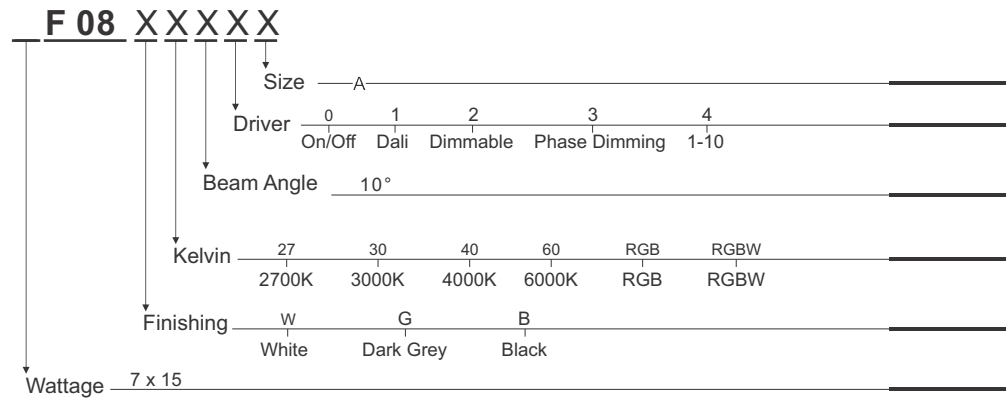 F 08 X X X X X
Size A
Driver 0 1 2 3 4
On/Off Dali Dimmable Phase Dimming 1-10
Beam Angle 10°
Kelvin 27 30 40 60 RGB RGBW
2700K 3000K 4000K 6000K RGB RGBW
Finishing W G B
White Dark Grey Black
Wattage 7 x 15